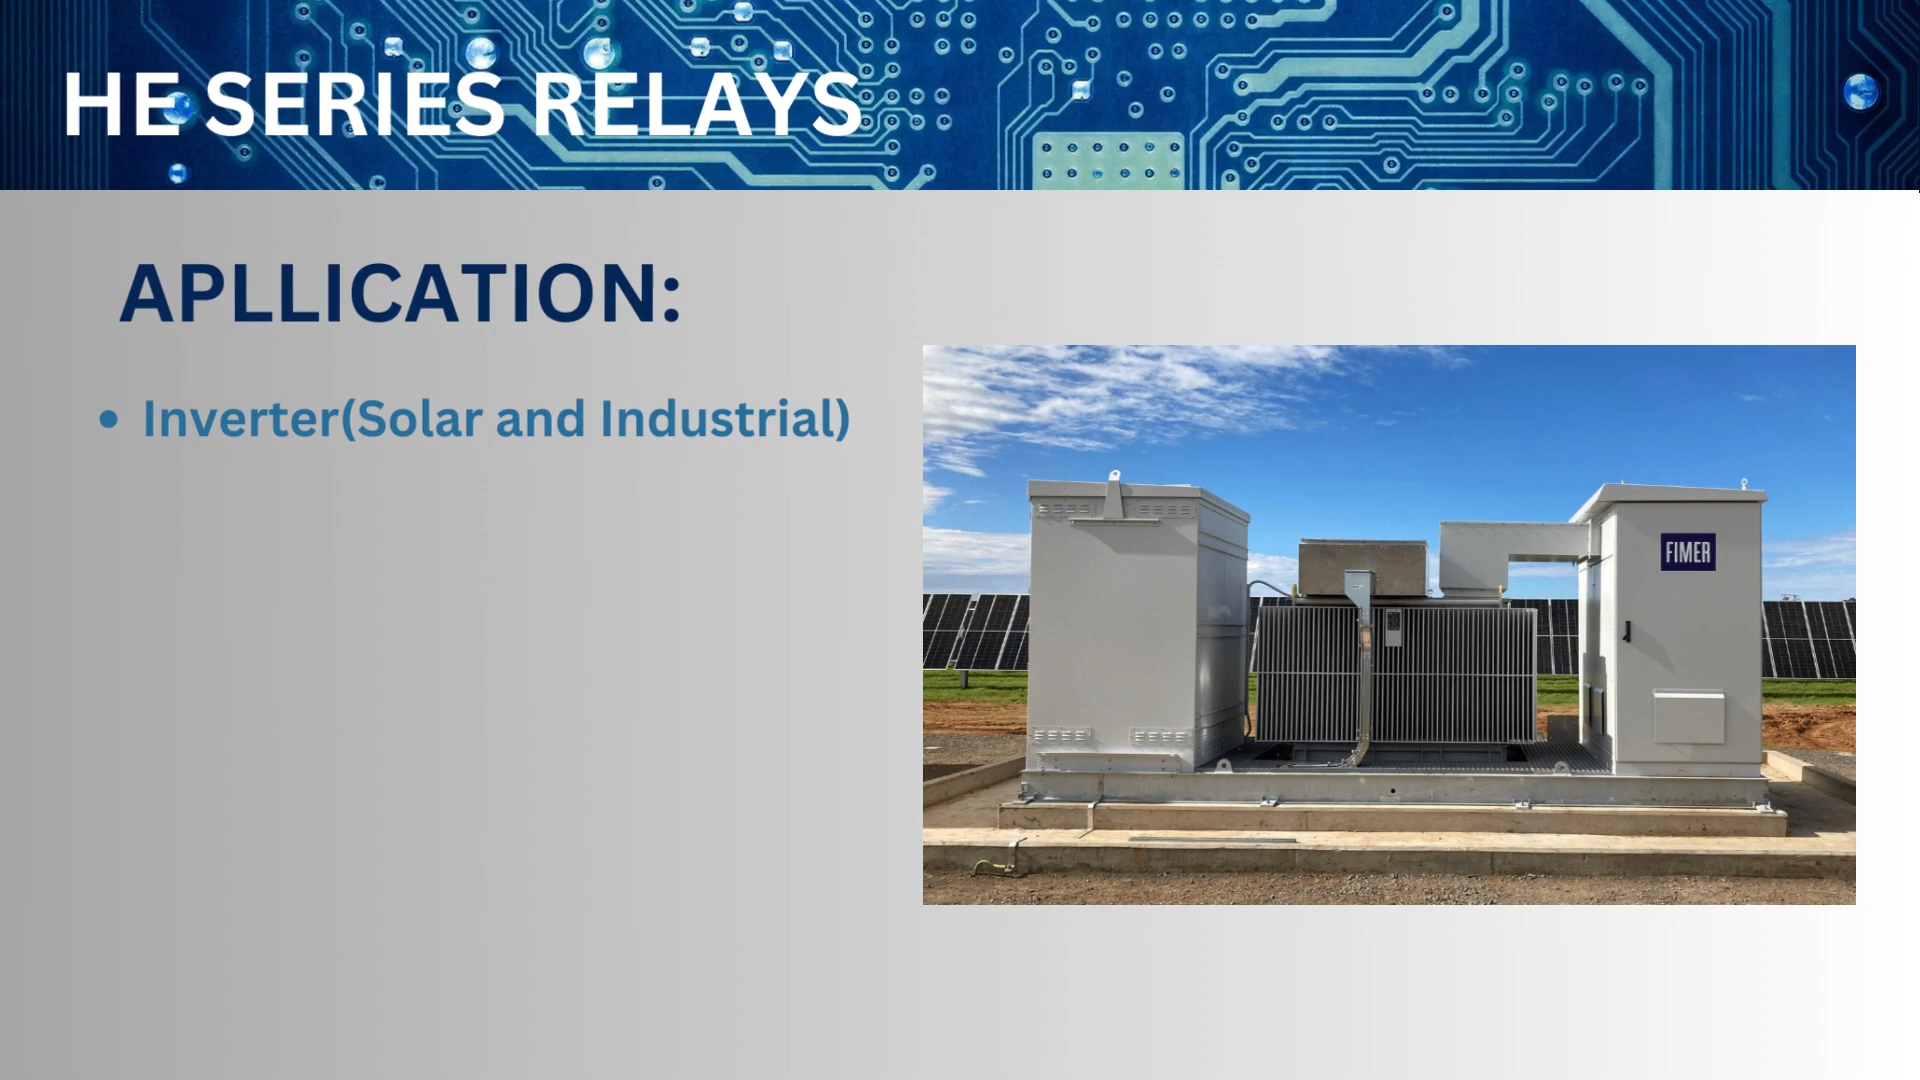 HE SERIES RELAYS
APLLICATION:
• Inverter(Solar and Industrial)
FIMER